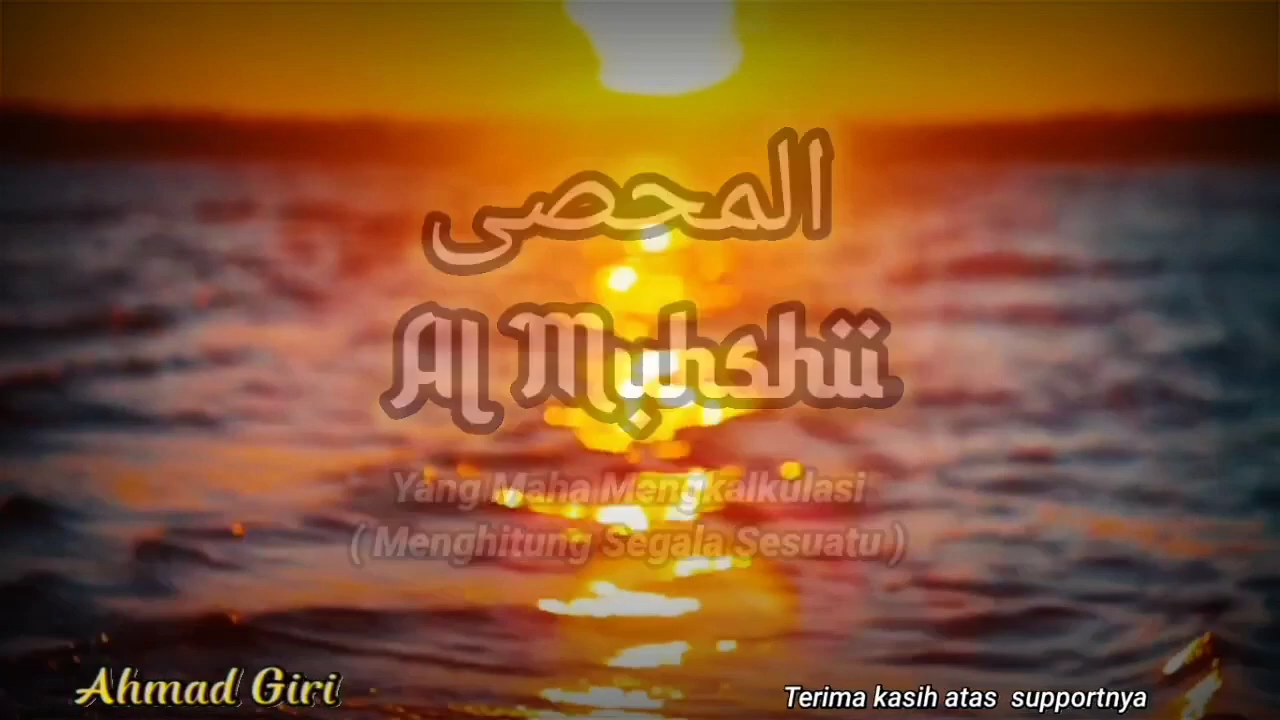 المحصى
Al Muhshii
Yang Maha Mengkalkulasi
( Menghitung Segala Sesuatu )
Ahmad Giri
Terima kasih atas supportnya